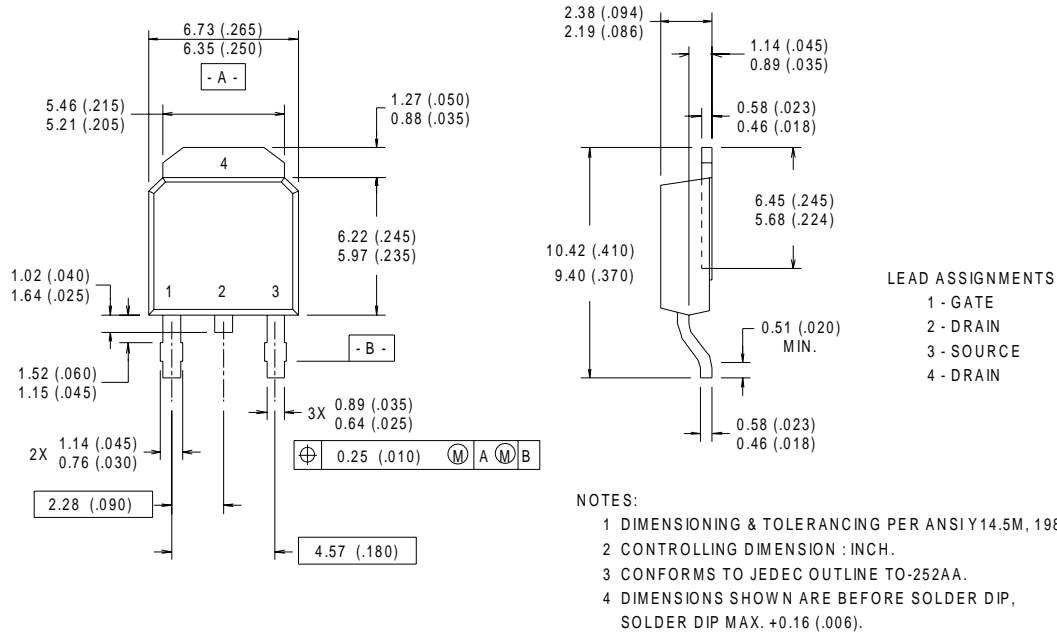 6.73 (.265)
6.35 (.250)
- A -
5.46 (.215)
5.21 (.205)
1.27 (.050)
0.88 (.035)
4
6.22 (.245)
5.97 (.235)
1.02 (.040)
1.64 (.025)
1 2 3
- B -
1.52 (.060)
1.15 (.045)
3X 0.89 (.035)
0.64 (.025)
2X 1.14 (.045)
0.76 (.030)
⌖ 0.25 (.010) Ⓜ A Ⓜ B
2.28 (.090)
4.57 (.180)
2.38 (.094)
2.19 (.086)
1.14 (.045)
0.89 (.035)
0.58 (.023)
0.46 (.018)
6.45 (.245)
5.68 (.224)
10.42 (.410)
9.40 (.370)
0.51 (.020)
MIN.
0.58 (.023)
0.46 (.018)
LEAD ASSIGNMENTS
1 - GATE
2 - DRAIN
3 - SOURCE
4 - DRAIN
NOTES:
1 DIMENSIONING & TOLERANCING PER ANSI Y14.5M, 198
2 CONTROLLING DIMENSION : INCH.
3 CONFORMS TO JEDEC OUTLINE TO-252AA.
4 DIMENSIONS SHOWN ARE BEFORE SOLDER DIP,
SOLDER DIP MAX. +0.16 (.006).